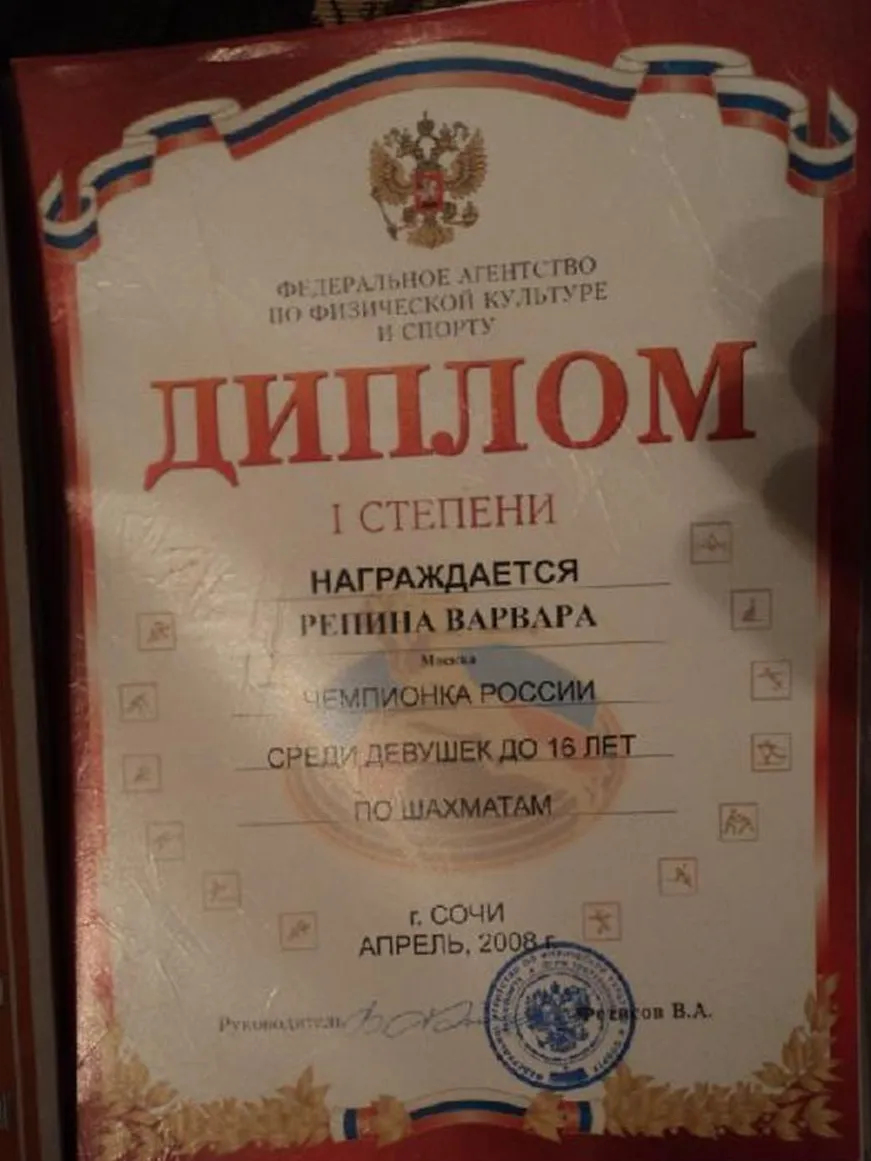 ФЕДЕРАЛЬНОЕ АГЕНТСТВО
ПО ФИЗИЧЕСКОЙ КУЛЬТУРЕ
И СПОРТУ
ДИПЛОМ
I СТЕПЕНИ
НАГРАЖДАЕТСЯ
РЕПИНА ВАРВАРА
Москва
ЧЕМПИОНКА РОССИИ
СРЕДИ ДЕВУШЕК ДО 16 ЛЕТ
ПО ШАХМАТАМ
г. СОЧИ
АПРЕЛЬ, 2008 г.
Руководитель Фетисов В.А.